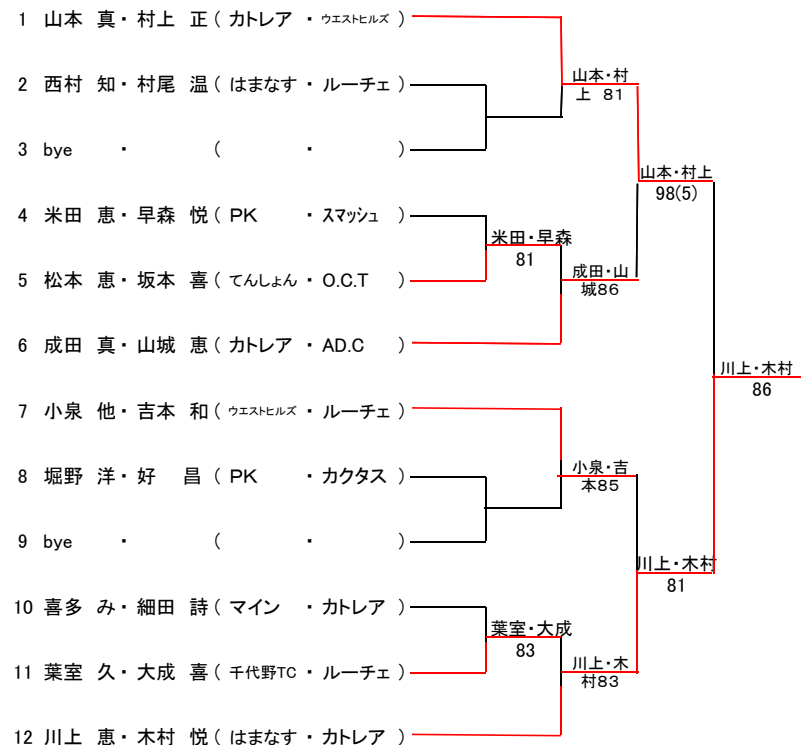 1 山本 真・村上 正 ( カトレア ・ ウエストヒルズ )
2 西村 知・村尾 温 ( はまなす ・ ルーチェ )
3 bye ・ ( ・ )
4 米田 恵・早森 悦 ( PK ・ スマッシュ )
5 松本 恵・坂本 喜 ( てんしょん ・ O.C.T )
6 成田 真・山城 恵 ( カトレア ・ AD.C )
7 小泉 他・吉本 和 ( ウエストヒルズ ・ ルーチェ )
8 堀野 洋・好 昌 ( PK ・ カクタス )
9 bye ・ ( ・ )
10 喜多 み・細田 詩 ( マイン ・ カトレア )
11 葉室 久・大成 喜 ( 千代野TC ・ ルーチェ )
12 川上 恵・木村 悦 ( はまなす ・ カトレア )
米田・早森
81
葉室・大成
83
山本・村
上 81
成田・山
城86
小泉・吉
本85
川上・木
村83
山本・村上
98(5)
川上・木村
81
川上・木村
86